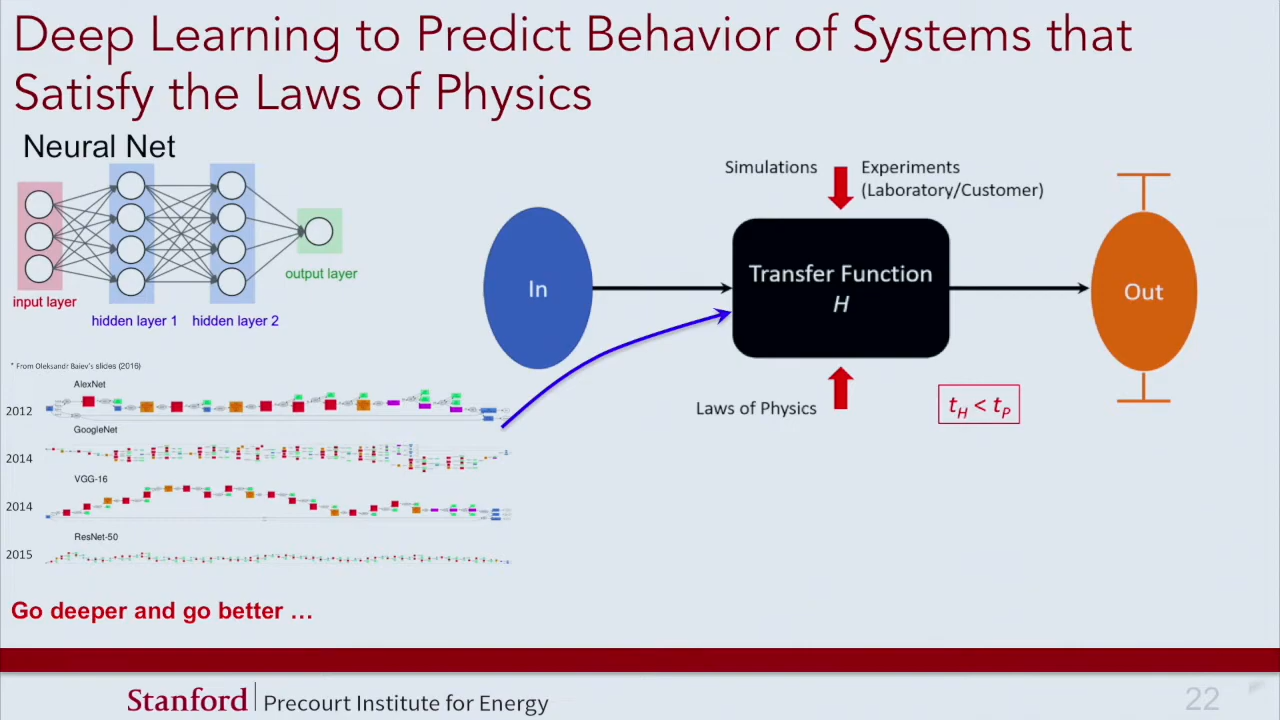 Deep Learning to Predict Behavior of Systems that
Satisfy the Laws of Physics
Neural Net
input layer
hidden layer 1
hidden layer 2
output layer
* From Oleksandr Baiev's slides (2016)
AlexNet
2012
GoogleNet
2014
VGG-16
2014
ResNet-50
2015
Go deeper and go better ...
Simulations
Experiments
(Laboratory/Customer)
In
Transfer Function
H
Out
Laws of Physics
tH < tP
Stanford
Precourt Institute for Energy
22